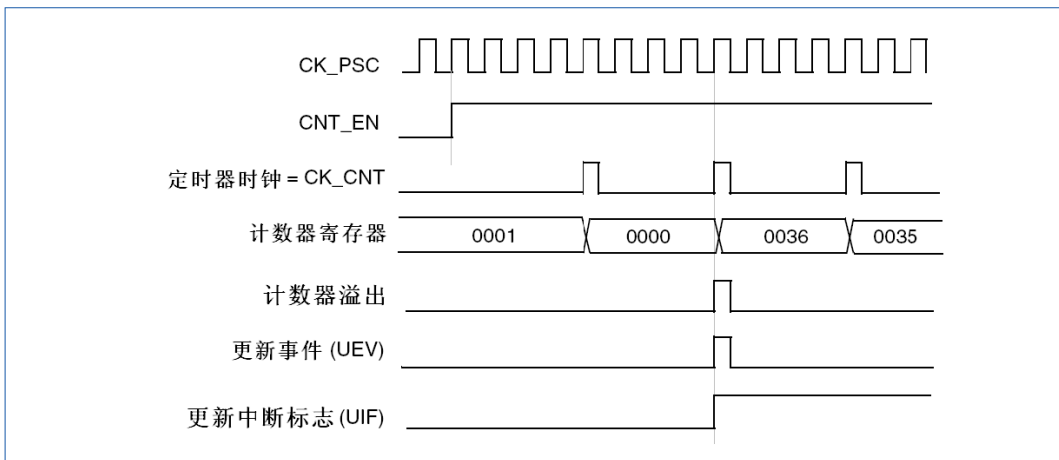 CK_PSC
CNT_EN
定时器时钟 = CK_CNT
计数器寄存器
0001
0000
0036
0035
计数器溢出
更新事件 (UEV)
更新中断标志 (UIF)